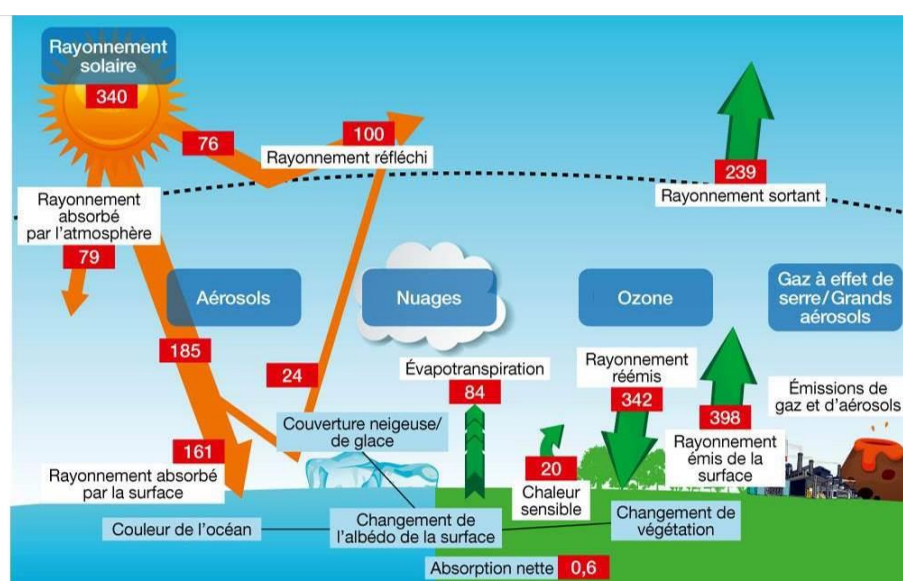 Rayonnement
solaire
340
76
100
Rayonnement réfléchi
239
Rayonnement sortant
Rayonnement
absorbé
par l'atmosphère
79
Aérosols
Nuages
Ozone
Gaz à effet de
serre/Grands
aérosols
185
24
Évapotranspiration
84
Rayonnement
réémis
342
398
Rayonnement
émis de la
surface
Émissions de
gaz et d'aérosols
Couverture neigeuse/
de glace
161
Rayonnement absorbé
par la surface
20
Chaleur
sensible
Couleur de l'océan
Changement de
l'albédo de la surface
Changement de
végétation
Absorption nette 0,6